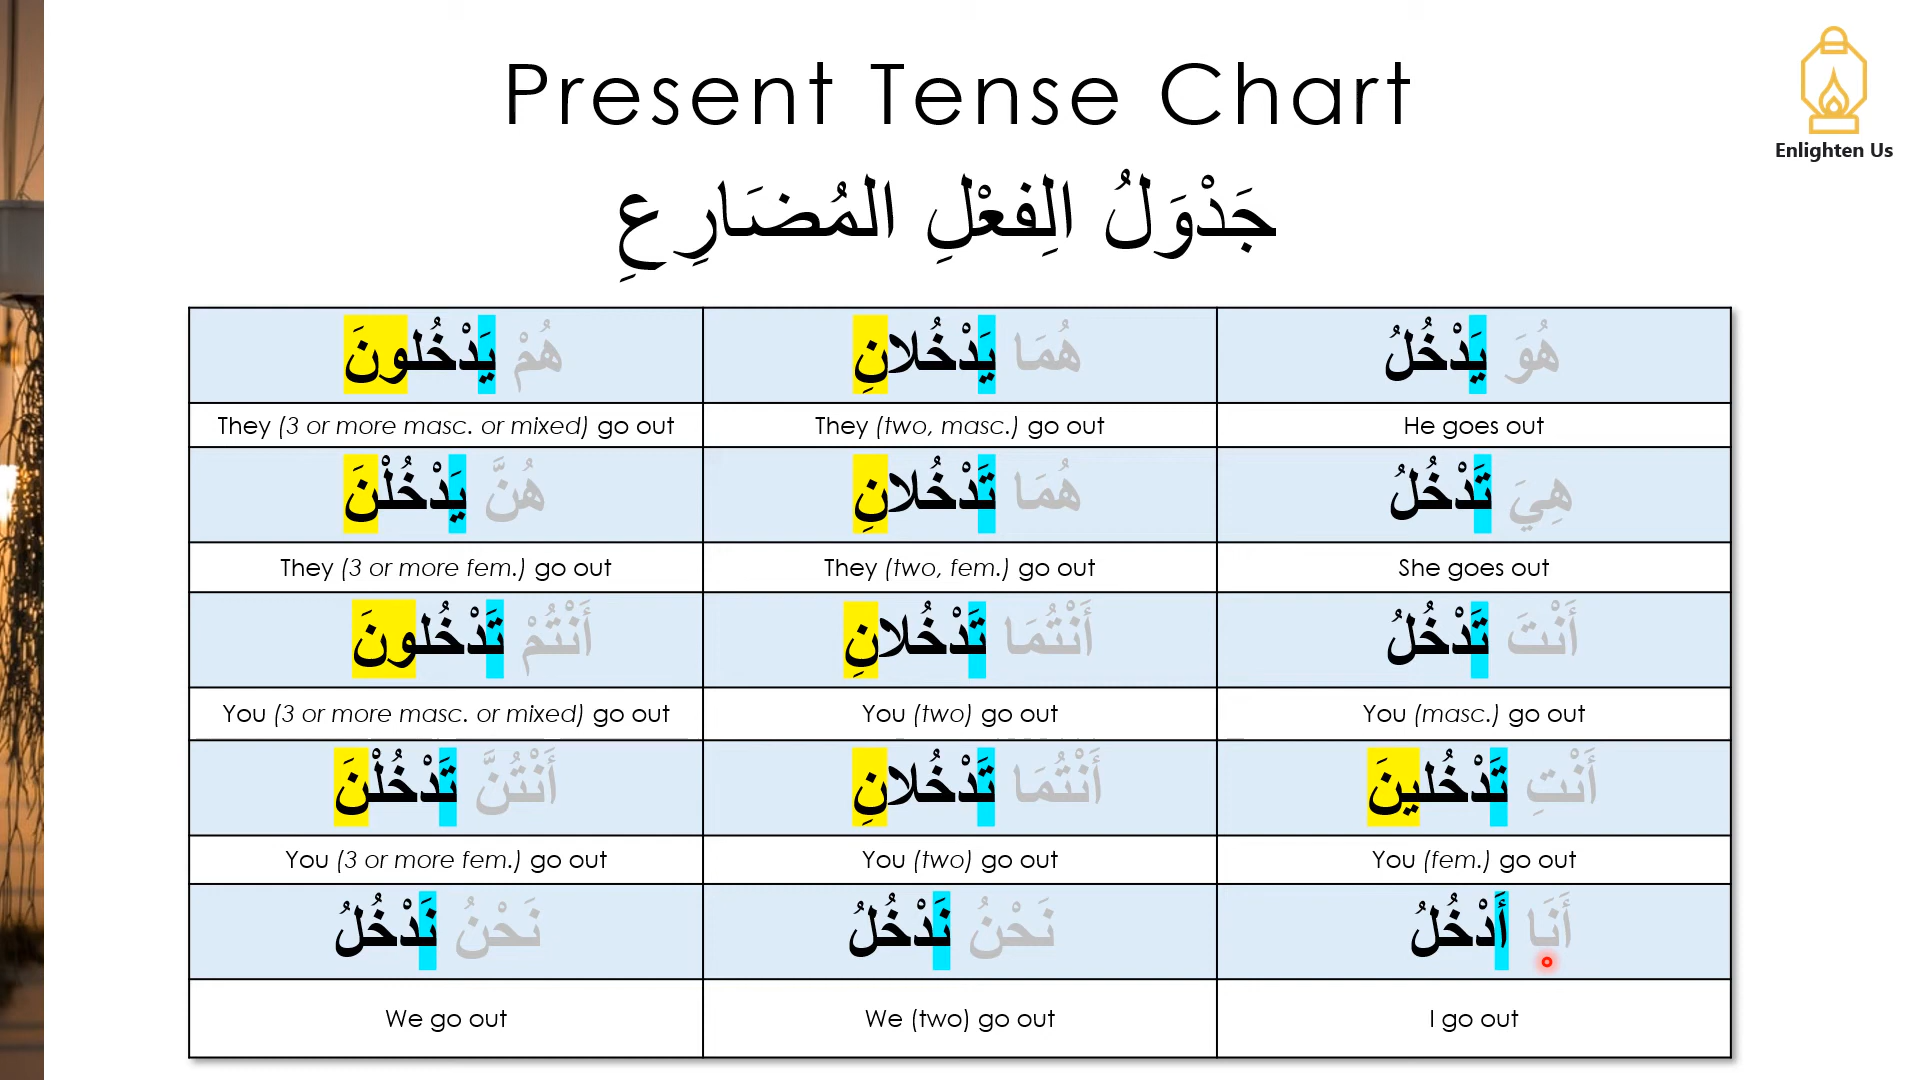 Present Tense Chart
Enlighten Us
جَدْوَلُ الِفعْلِ المُضَارِعِ
هُوَ يَدْخُلُ
هُمَا يَدْخُلانِ
هُمْ يَدْخُلونَ
He goes out
They (two, masc.) go out
They (3 or more masc. or mixed) go out
هِيَ تَدْخُلُ
هُمَا تَدْخُلانِ
هُنَّ يَدْخُلْنَ
She goes out
They (two, fem.) go out
They (3 or more fem.) go out
أَنْتَ تَدْخُلُ
أَنْتُمَا تَدْخُلانِ
أَنْتُمْ تَدْخُلونَ
You (masc.) go out
You (two) go out
You (3 or more masc. or mixed) go out
أَنْتِ تَدْخُلينَ
أَنْتُمَا تَدْخُلانِ
أَنْتُنَّ تَدْخُلْنَ
You (fem.) go out
You (two) go out
You (3 or more fem.) go out
أَنَا أَدْخُلُ
نَحْنُ نَدْخُلُ
نَحْنُ نَدْخُلُ
I go out
We (two) go out
We go out